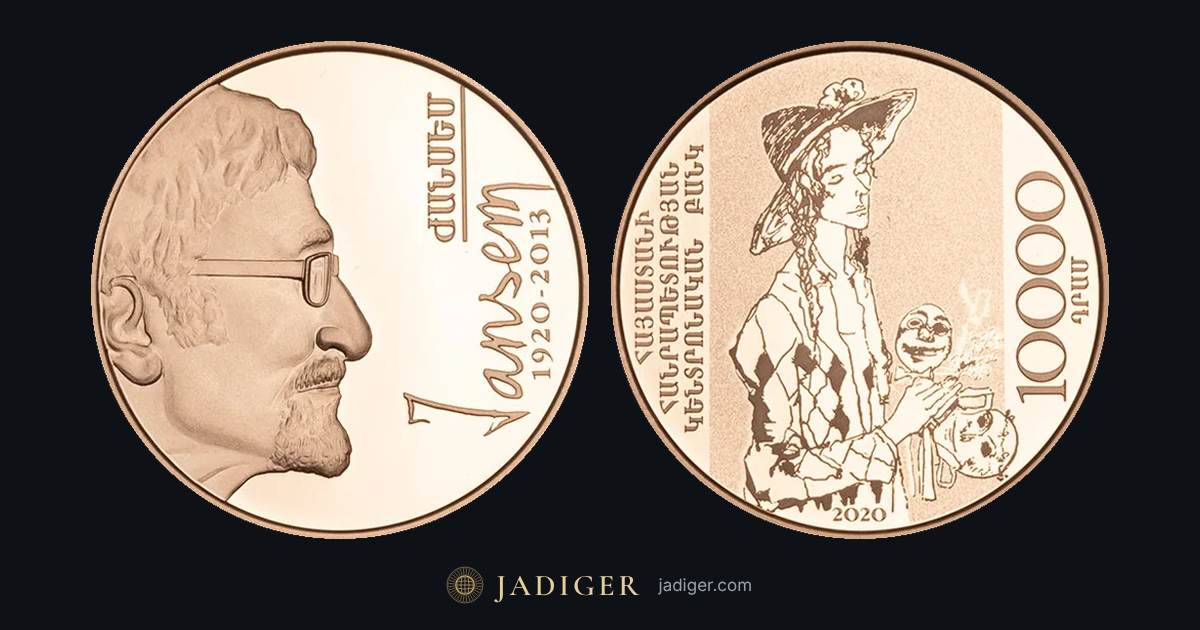 ԺԱՆՍԵՄ
Jansem
1920-2013
ՀԱՅԱՍՏԱՆԻ
ՀԱՆՐԱՊԵՏՈՒԹՅԱՆ
ԿԵՆՏՐՈՆԱԿԱՆ ԲԱՆԿ
10000
ԴՐԱՄ
2020
JADIGER jadiger.com